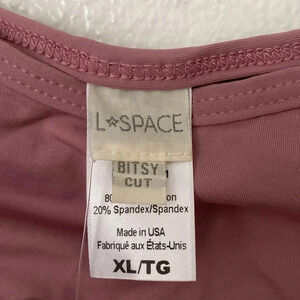 L☆SPACE
BITSY
CUT
20% Spandex/Spandex
Made in USA
Fabriqué aux États-Unis
XL/TG